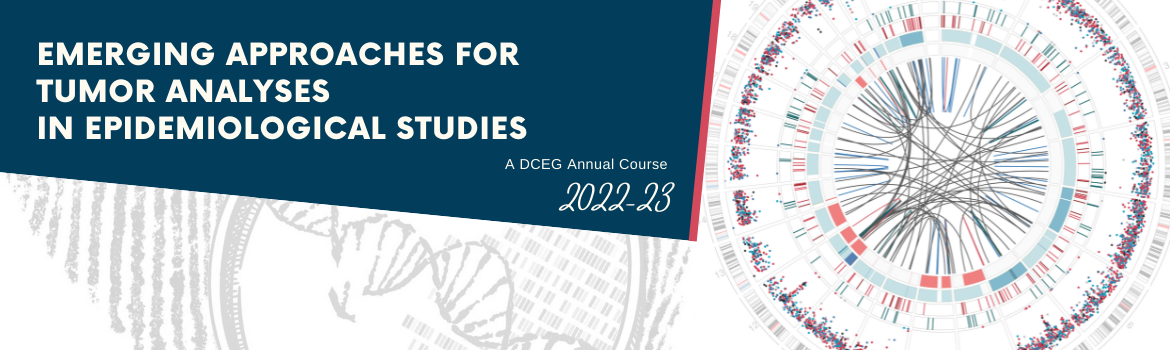 EMERGING APPROACHES FOR
TUMOR ANALYSES
IN EPIDEMIOLOGICAL STUDIES
A DCEG Annual Course
2022-23